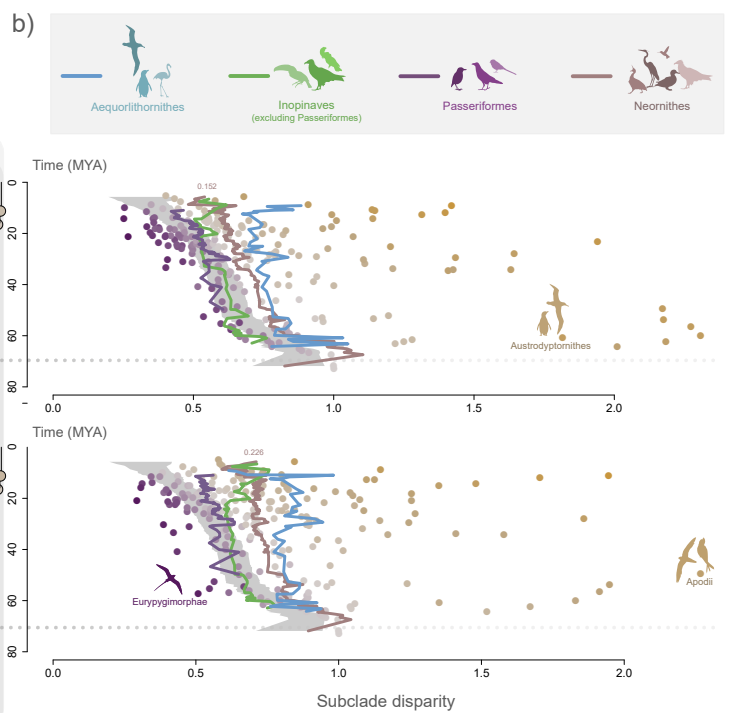 b)
Aequorlithornithes
Inopinaves
(excluding Passeriformes)
Passeriformes
Neornithes
Time (MYA)
0.152
0
20
40
60
80
Austrodyptornithes
0.0 0.5 1.0 1.5 2.0
Time (MYA)
0.226
0
20
40
60
80
Eurypygimorphae
Apodii
0.0 0.5 1.0 1.5 2.0
Subclade disparity